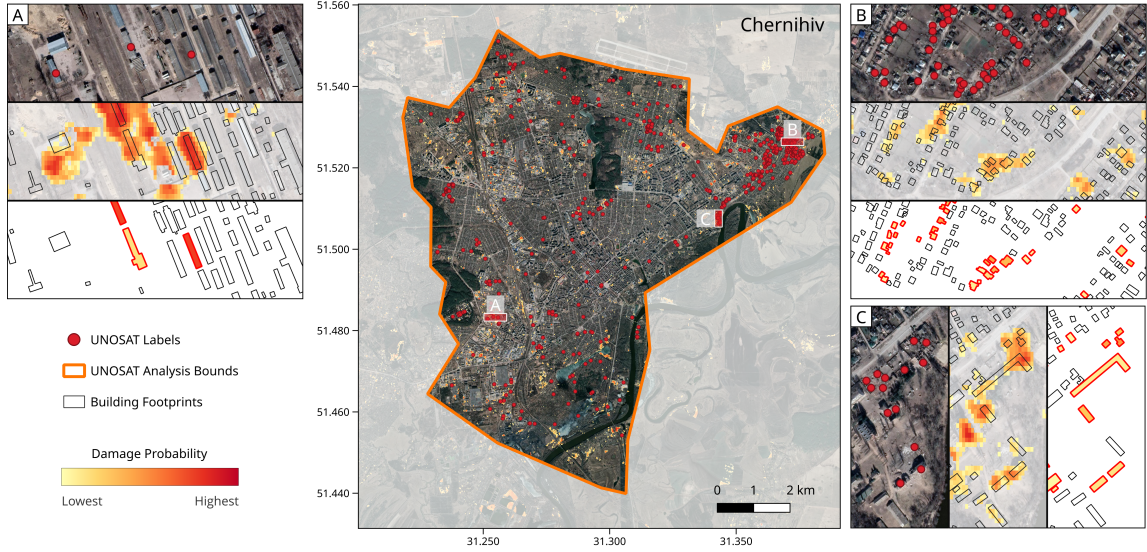 A
UNOSAT Labels
UNOSAT Analysis Bounds
Building Footprints
Damage Probability
Lowest Highest
Chernihiv
51.560
51.540
51.520
51.500
51.480
51.460
51.440
31.250 31.300 31.350
B
C
A
0 1 2 km
B
C